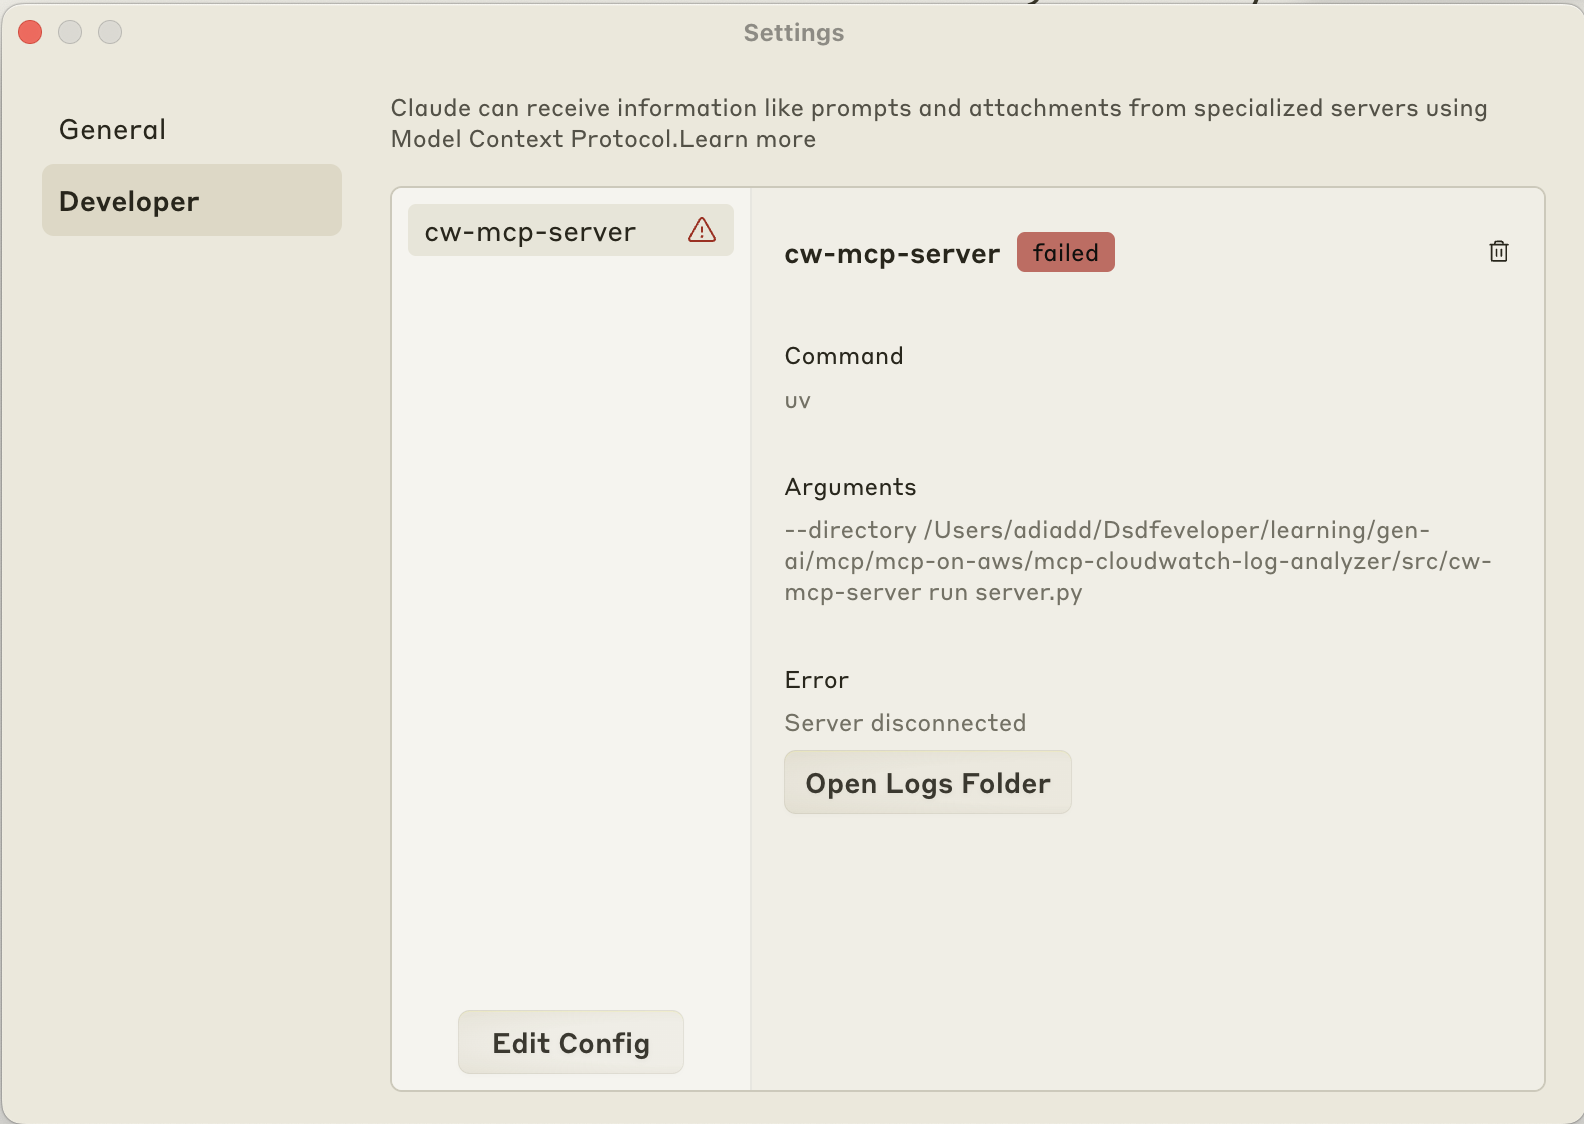 Settings
General
Developer
Claude can receive information like prompts and attachments from specialized servers using
Model Context Protocol.Learn more
cw-mcp-server
Edit Config
cw-mcp-server failed
Command
uv
Arguments
--directory /Users/adiadd/Dsdfeveloper/learning/gen-
ai/mcp/mcp-on-aws/mcp-cloudwatch-log-analyzer/src/cw-
mcp-server run server.py
Error
Server disconnected
Open Logs Folder